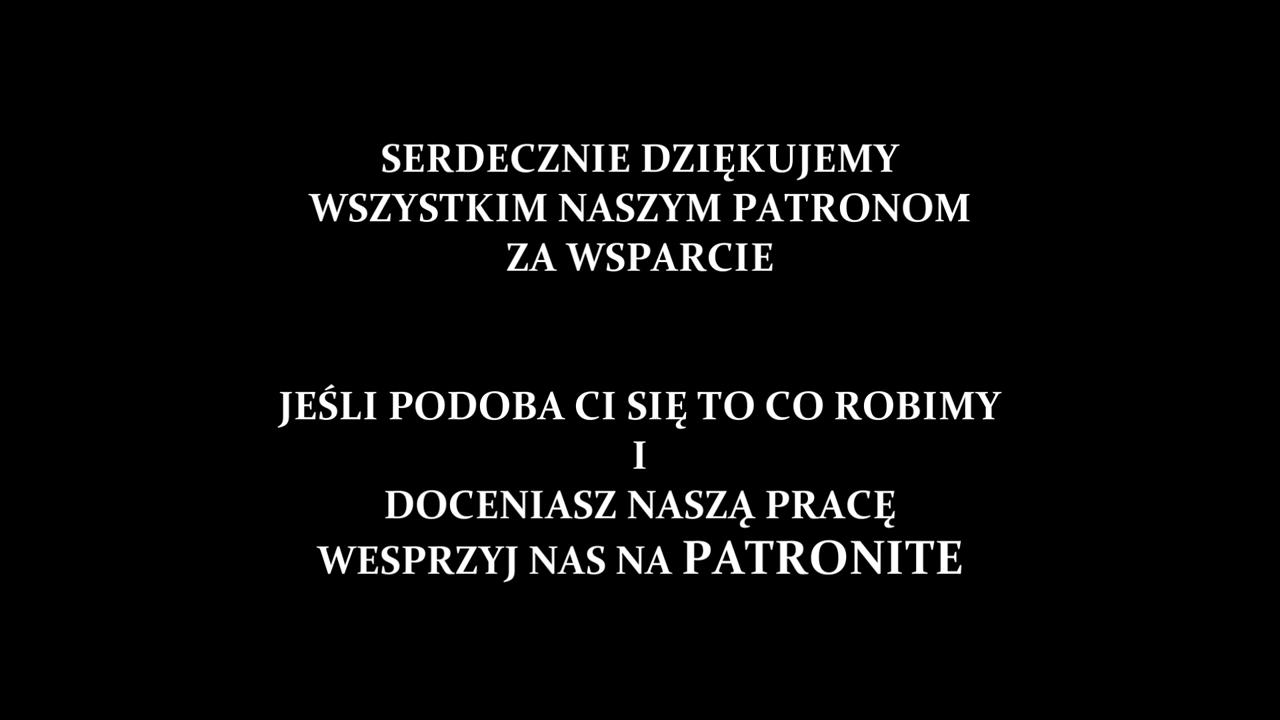 SERDECZNIE DZIĘKUJEMY
WSZYSTKIM NASZYM PATRONOM
ZA WSPARCIE
JEŚLI PODOBA CI SIĘ TO CO ROBIMY
I
DOCENIASZ NASZĄ PRACĘ
WESPRZYJ NAS NA PATRONITE